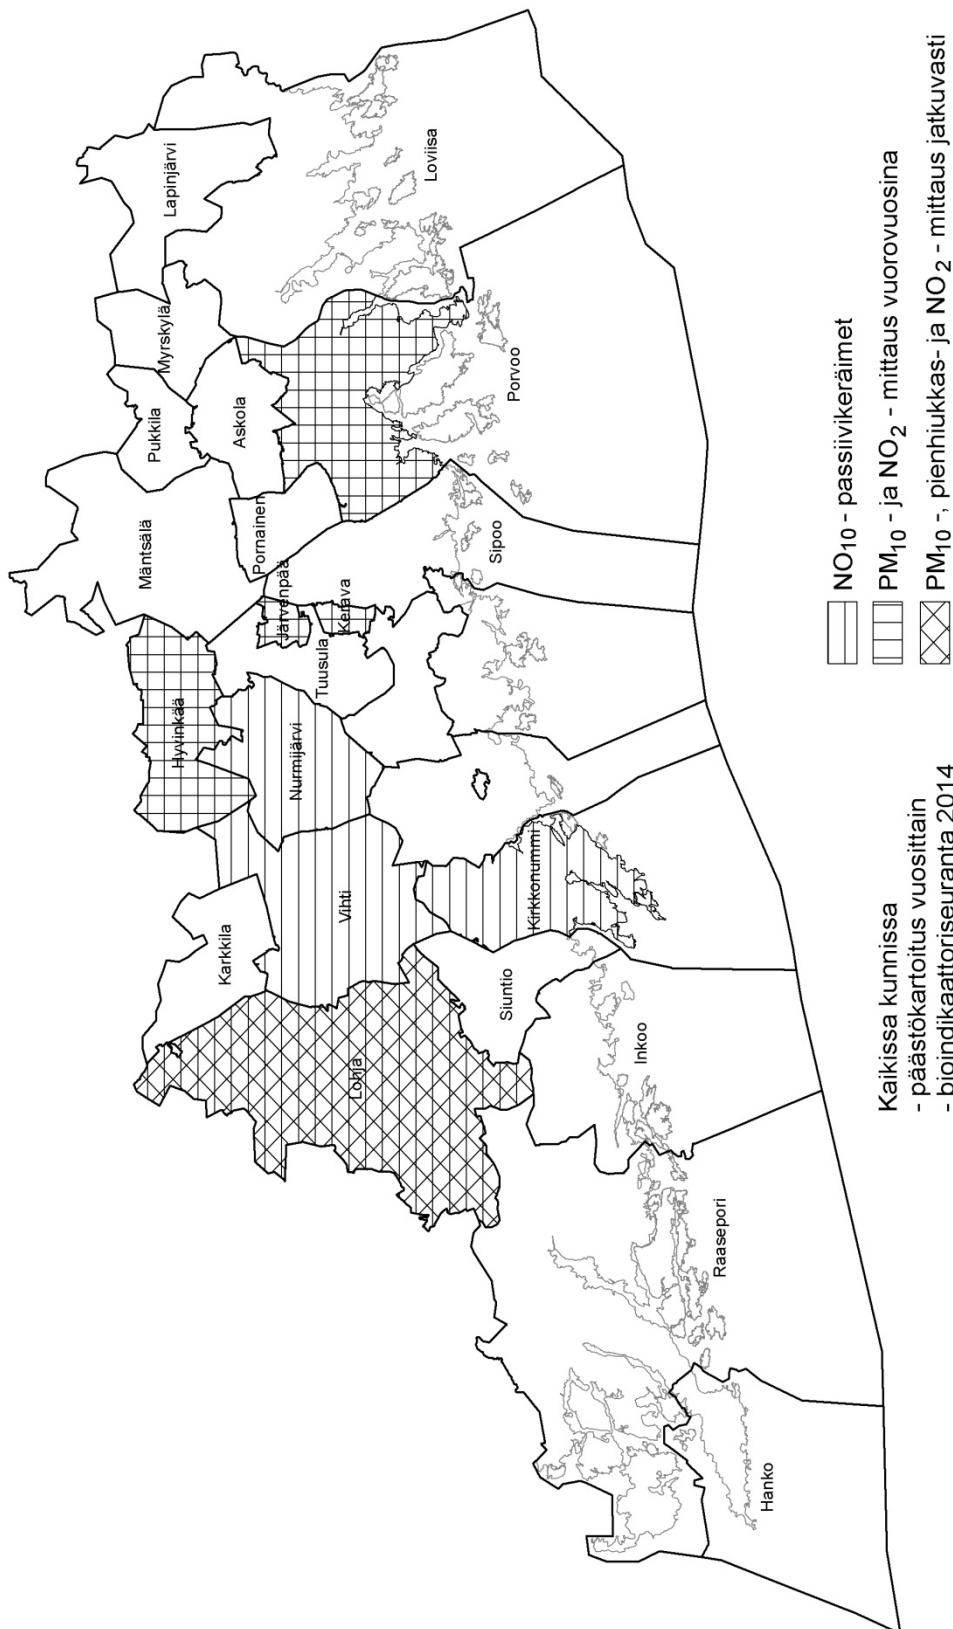 Lapinjärvi
Myrskylä
Pukkila
Mäntsälä
Askola
Loviisa
Pornainen
Porvoo
Hyvinkää
Järvenpää
Kerava
Sipoo
Tuusula
Nurmijärvi
Karkkila
Vihti
Kirkkonummi
Lohja
Siuntio
Inkoo
Raasepori
Hanko
Kaikissa kunnissa
- päästökartoitus vuosittain
- bioindikaattoriseuranta 2014
NO10 - passiivikeräimet
PM10 - ja NO2 - mittaus vuorovuosina
PM10 -, pienhiukkas- ja NO2 - mittaus jatkuvasti